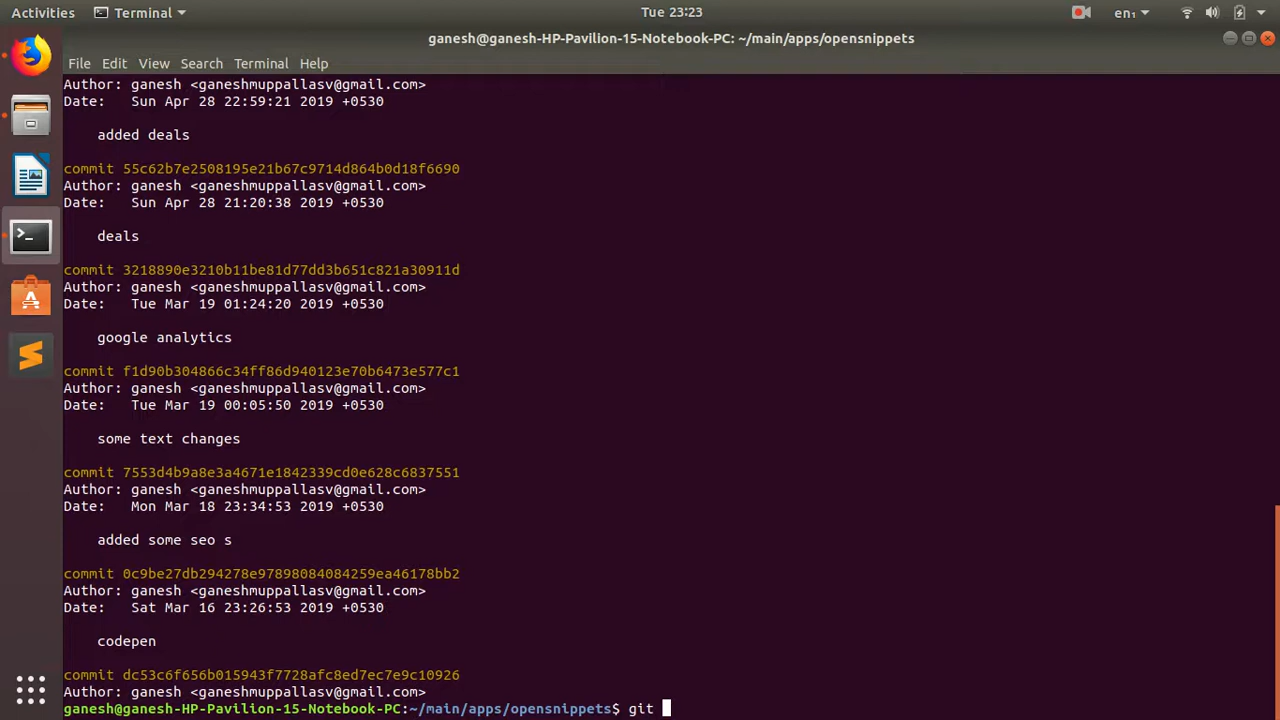 Activities Terminal Tue 23:23 en₁
ganesh@ganesh-HP-Pavilion-15-Notebook-PC: ~/main/apps/opensnippets
File Edit View Search Terminal Help
Author: ganesh <ganeshmuppallasv@gmail.com>
Date:   Sun Apr 28 22:59:21 2019 +0530
added deals
commit 55c62b7e2508195e21b67c9714d864b0d18f6690
Author: ganesh <ganeshmuppallasv@gmail.com>
Date:   Sun Apr 28 21:20:38 2019 +0530
deals
commit 3218890e3210b11be81d77dd3b651c821a30911d
Author: ganesh <ganeshmuppallasv@gmail.com>
Date:   Tue Mar 19 01:24:20 2019 +0530
google analytics
commit f1d90b304866c34ff86d940123e70b6473e577c1
Author: ganesh <ganeshmuppallasv@gmail.com>
Date:   Tue Mar 19 00:05:50 2019 +0530
some text changes
commit 7553d4b9a8e3a4671e1842339cd0e628c6837551
Author: ganesh <ganeshmuppallasv@gmail.com>
Date:   Mon Mar 18 23:34:53 2019 +0530
added some seo s
commit 0c9be27db294278e97898084084259ea46178bb2
Author: ganesh <ganeshmuppallasv@gmail.com>
Date:   Sat Mar 16 23:26:53 2019 +0530
codepen
commit dc53c6f656b015943f7728afc8ed7ec7e9c10926
Author: ganesh <ganeshmuppallasv@gmail.com>
ganesh@ganesh-HP-Pavilion-15-Notebook-PC:~/main/apps/opensnippets$ git